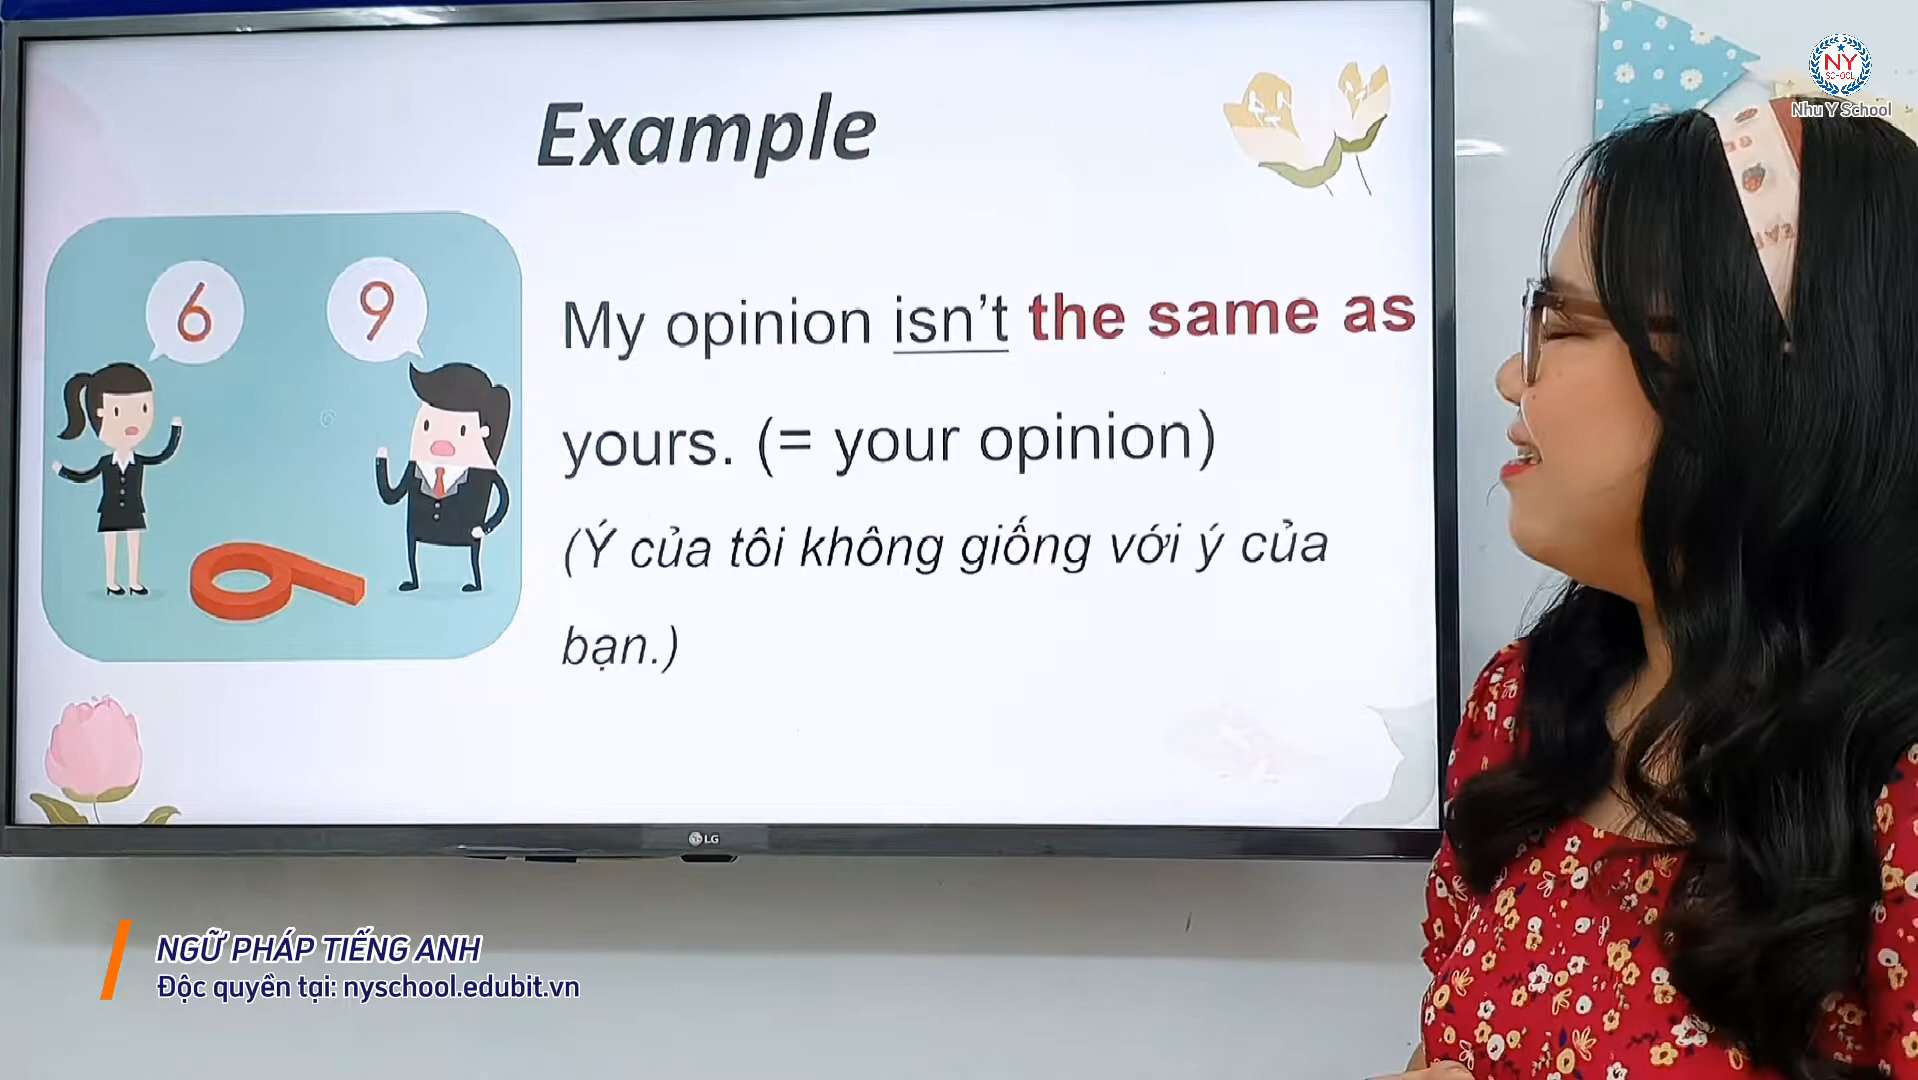 Example
6
9
My opinion isn't the same as
yours. (= your opinion)
(Ý của tôi không giống với ý của
bạn.)
LG
NY
Nhu Y School
NGỮ PHÁP TIẾNG ANH
Độc quyền tại: nyschool.edubit.vn